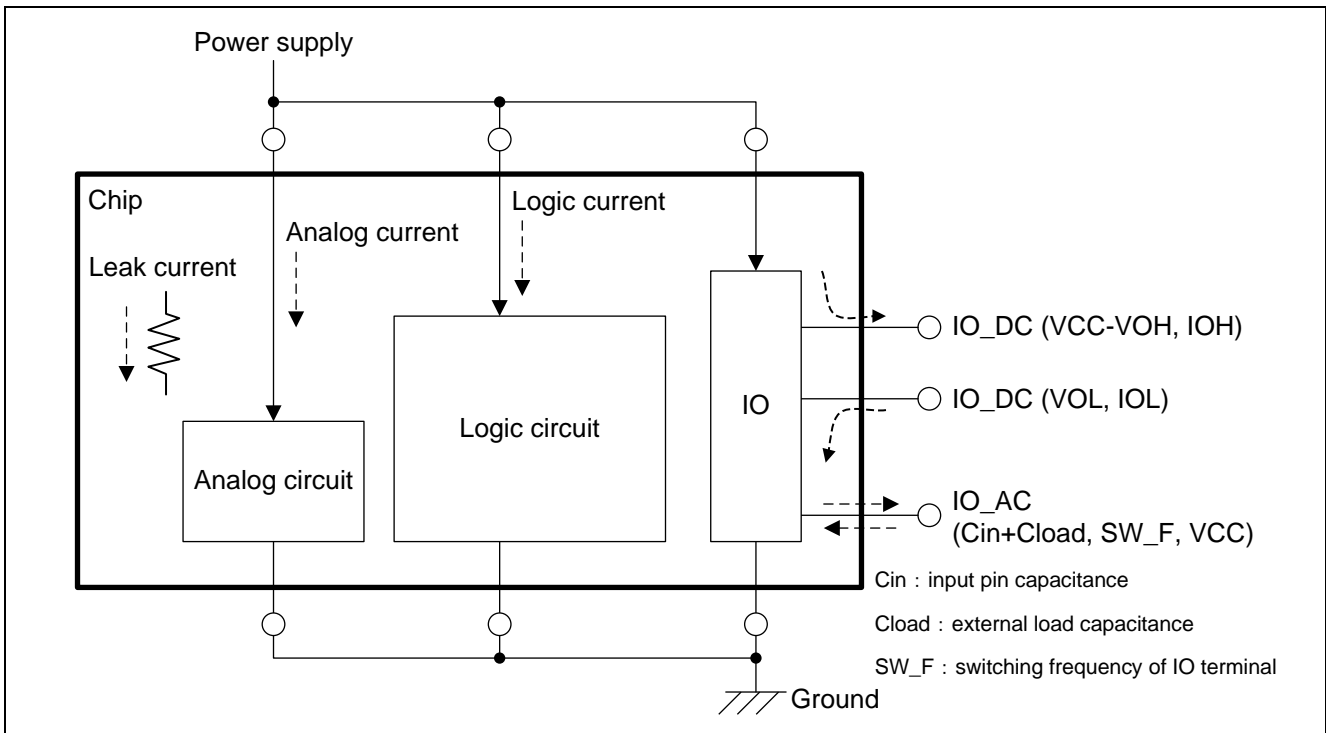 Power supply
Chip
Logic current
Analog current
Leak current
IO_DC (VCC-VOH, IOH)
IO
IO_DC (VOL, IOL)
Logic circuit
Analog circuit
IO_AC
(Cin+Cload, SW_F, VCC)
Cin : input pin capacitance
Cload : external load capacitance
SW_F : switching frequency of IO terminal
Ground